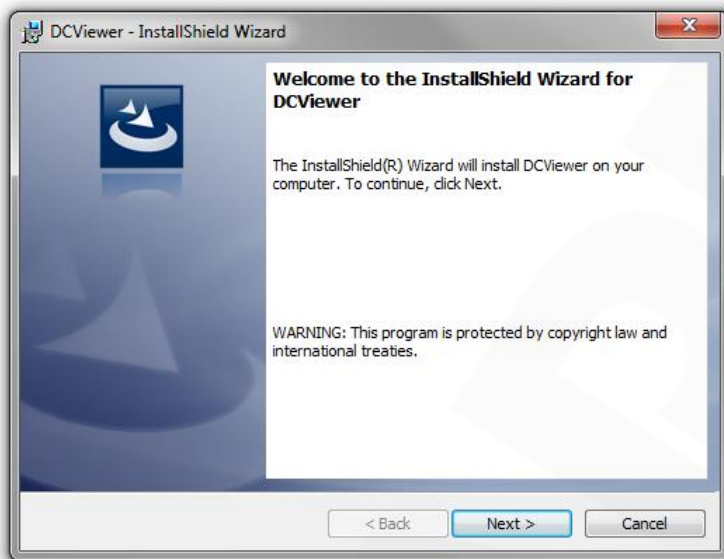 DCViewer - InstallShield Wizard
Welcome to the InstallShield Wizard for
DCViewer
The InstallShield(R) Wizard will install DCViewer on your
computer. To continue, click Next.
WARNING: This program is protected by copyright law and
international treaties.
< Back
Next >
Cancel